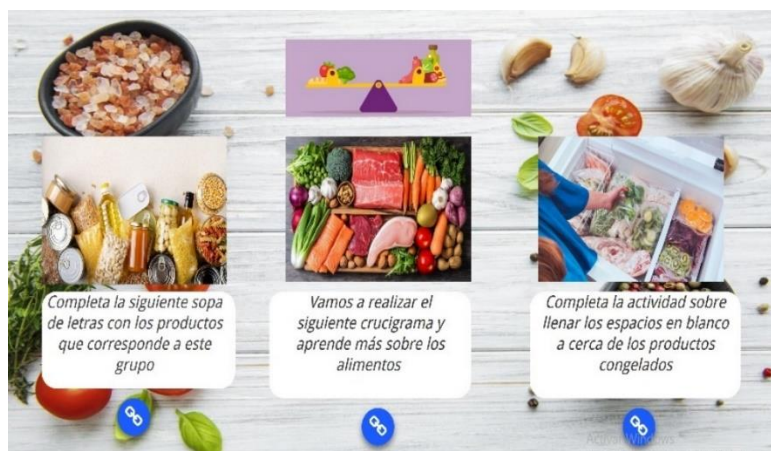 Completa la siguiente sopa
de letras con los productos
que corresponde a este
grupo
Vamos a realizar el
siguiente crucigrama y
aprende más sobre los
alimentos
Completa la actividad sobre
llenar los espacios en blanco
a cerca de los productos
congelados